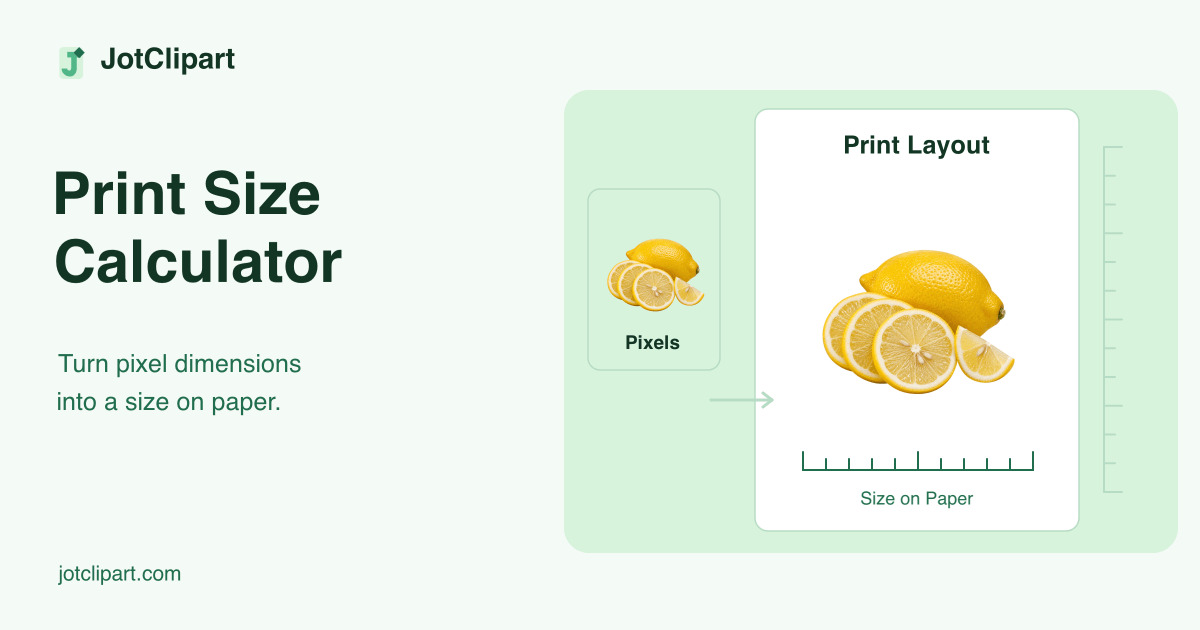 JotClipart
Print Size
Calculator
Turn pixel dimensions
into a size on paper.
jotclipart.com
Pixels
Print Layout
Size on Paper